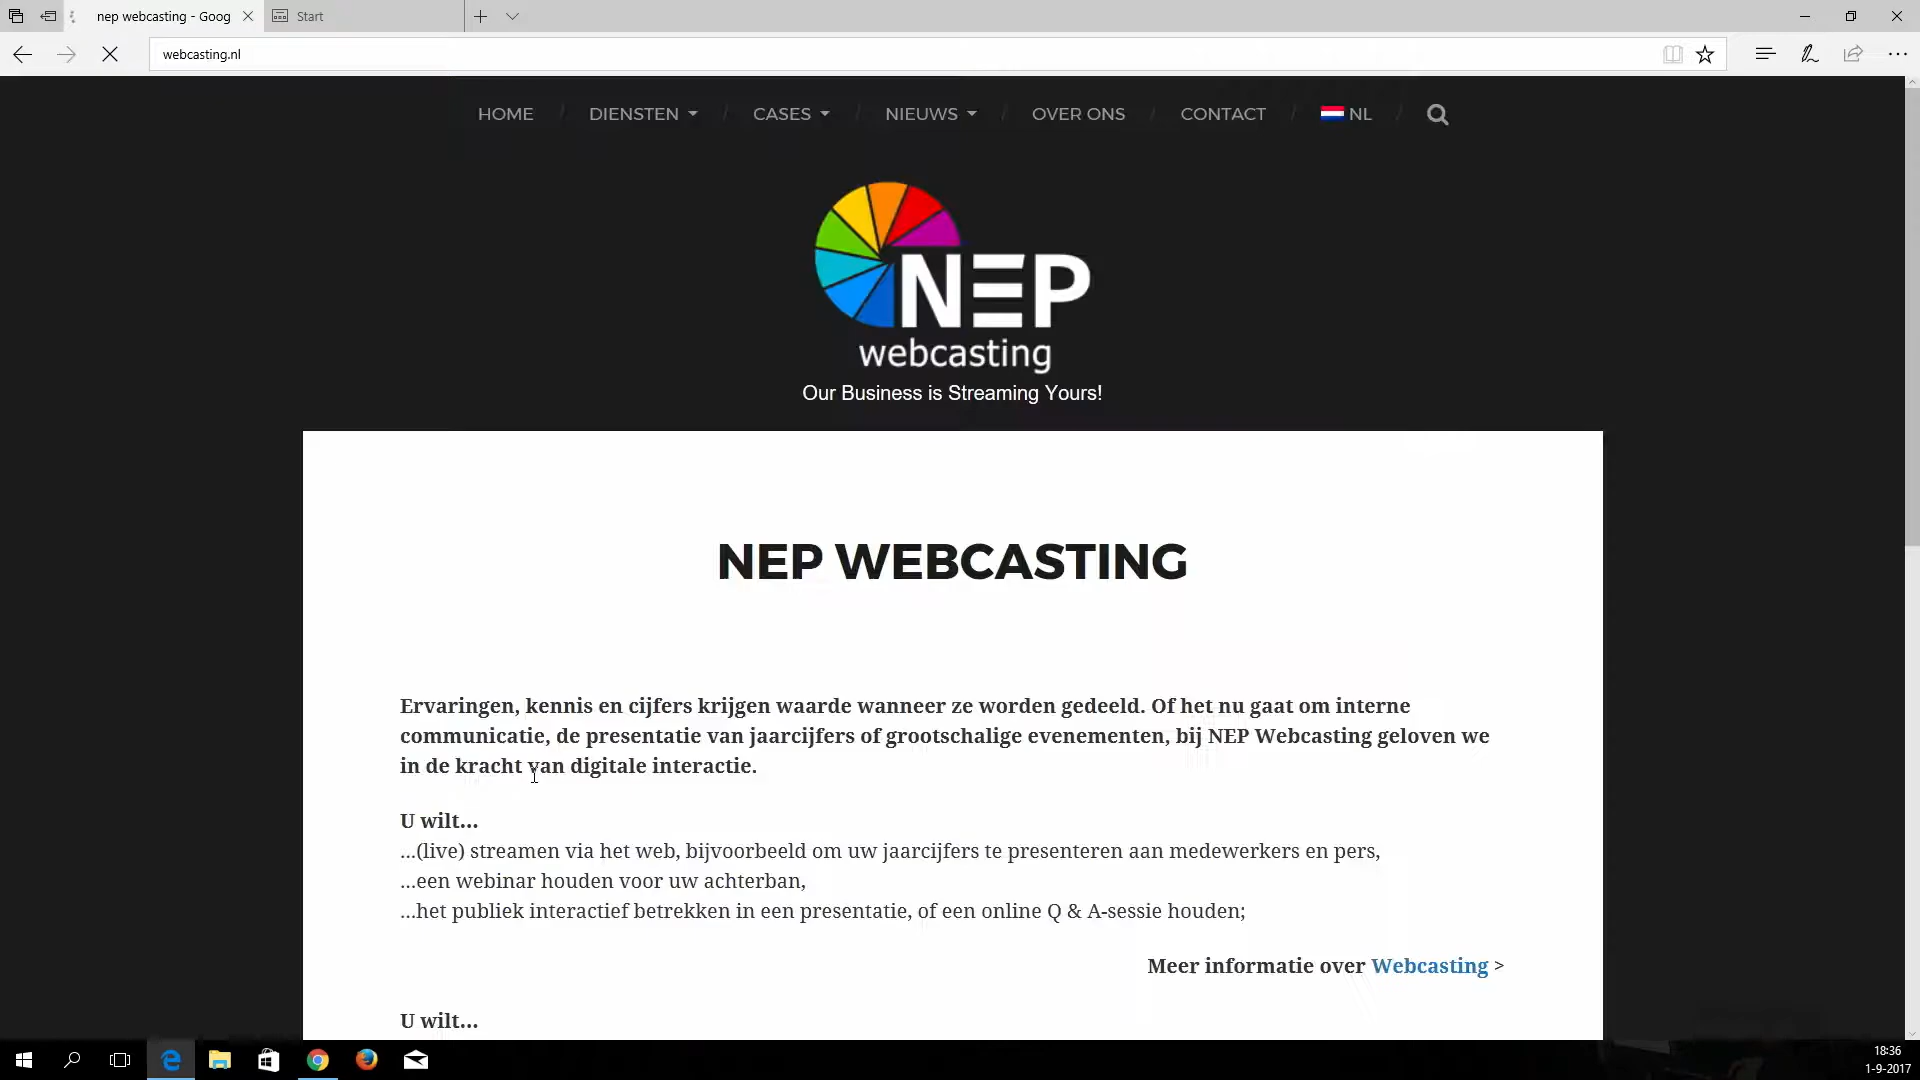 nep webcasting - Goog
Start
webcasting.nl
HOME / DIENSTEN / CASES / NIEUWS / OVER ONS / CONTACT / NL /
NEP
webcasting
Our Business is Streaming Yours!
NEP WEBCASTING
Ervaringen, kennis en cijfers krijgen waarde wanneer ze worden gedeeld. Of het nu gaat om interne
communicatie, de presentatie van jaarcijfers of grootschalige evenementen, bij NEP Webcasting geloven we
in de kracht van digitale interactie.
U wilt...
...(live) streamen via het web, bijvoorbeeld om uw jaarcijfers te presenteren aan medewerkers en pers,
...een webinar houden voor uw achterban,
...het publiek interactief betrekken in een presentatie, of een online Q & A-sessie houden;
Meer informatie over Webcasting >
U wilt...
18:36
1-9-2017